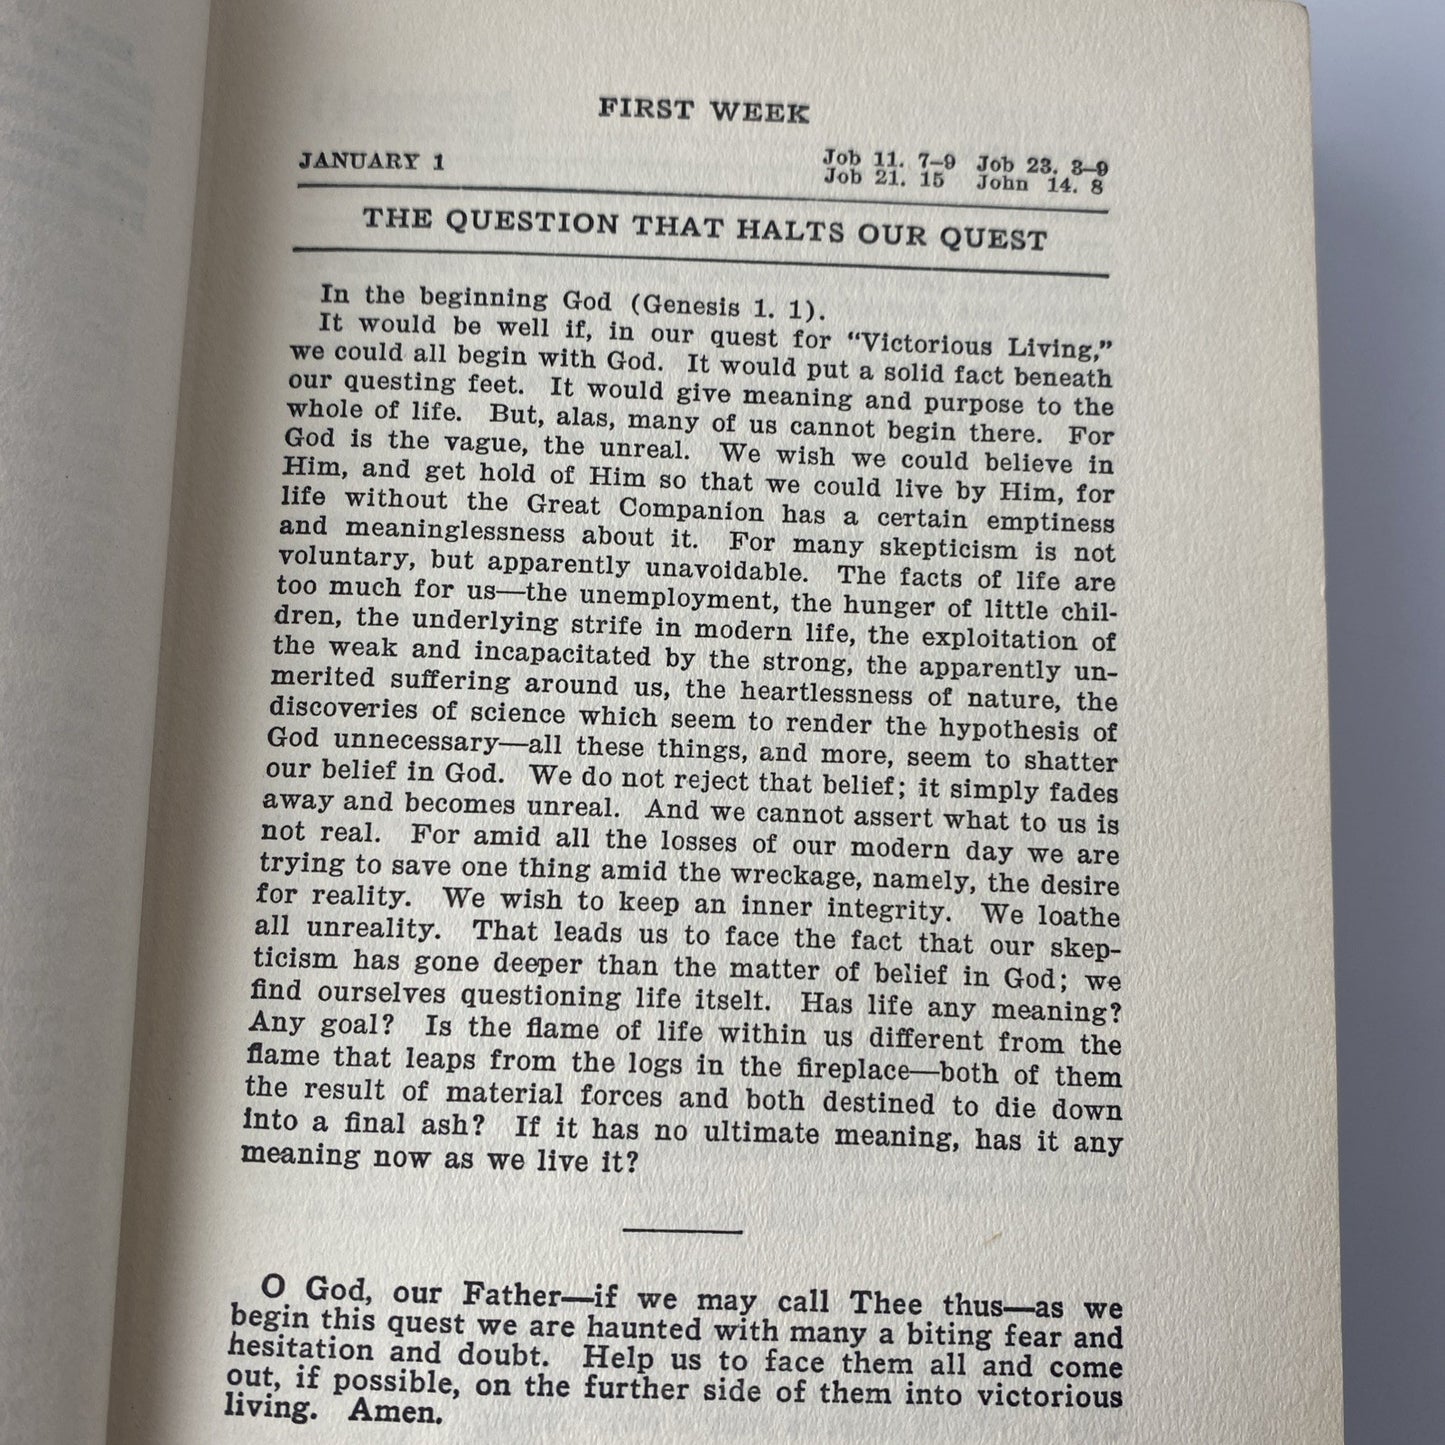 FIRST WEEK
JANUARY 1
Job 11. 7–9 Job 23. 3–9
Job 21. 15 John 14. 8
THE QUESTION THAT HALTS OUR QUEST
In the beginning God (Genesis 1. 1).
It would be well if, in our quest for “Victorious Living,”
we could all begin with God. It would put a solid fact beneath
our questing feet. It would give meaning and purpose to the
whole of life. But, alas, many of us cannot begin there. For
God is the vague, the unreal. We wish we could believe in
Him, and get hold of Him so that we could live by Him, for
life without the Great Companion has a certain emptiness
and meaninglessness about it. For many skepticism is not
voluntary, but apparently unavoidable. The facts of life are
too much for us—the unemployment, the hunger of little chil-
dren, the underlying strife in modern life, the exploitation of
the weak and incapacitated by the strong, the apparently un-
merited suffering around us, the heartlessness of nature, the
discoveries of science which seem to render the hypothesis of
God unnecessary—all these things, and more, seem to shatter
our belief in God. We do not reject that belief; it simply fades
away and becomes unreal. And we cannot assert what to us is
not real. For amid all the losses of our modern day we are
trying to save one thing amid the wreckage, namely, the desire
for reality. We wish to keep an inner integrity. We loathe
all unreality. That leads us to face the fact that our skep-
ticism has gone deeper than the matter of belief in God; we
find ourselves questioning life itself. Has life any meaning?
Any goal? Is the flame of life within us different from the
flame that leaps from the logs in the fireplace—both of them
the result of material forces and both destined to die down
into a final ash? If it has no ultimate meaning, has it any
meaning now as we live it?
O God, our Father—if we may call Thee thus—as we
begin this quest we are haunted with many a biting fear and
hesitation and doubt. Help us to face them all and come
out, if possible, on the further side of them into victorious
living. Amen.